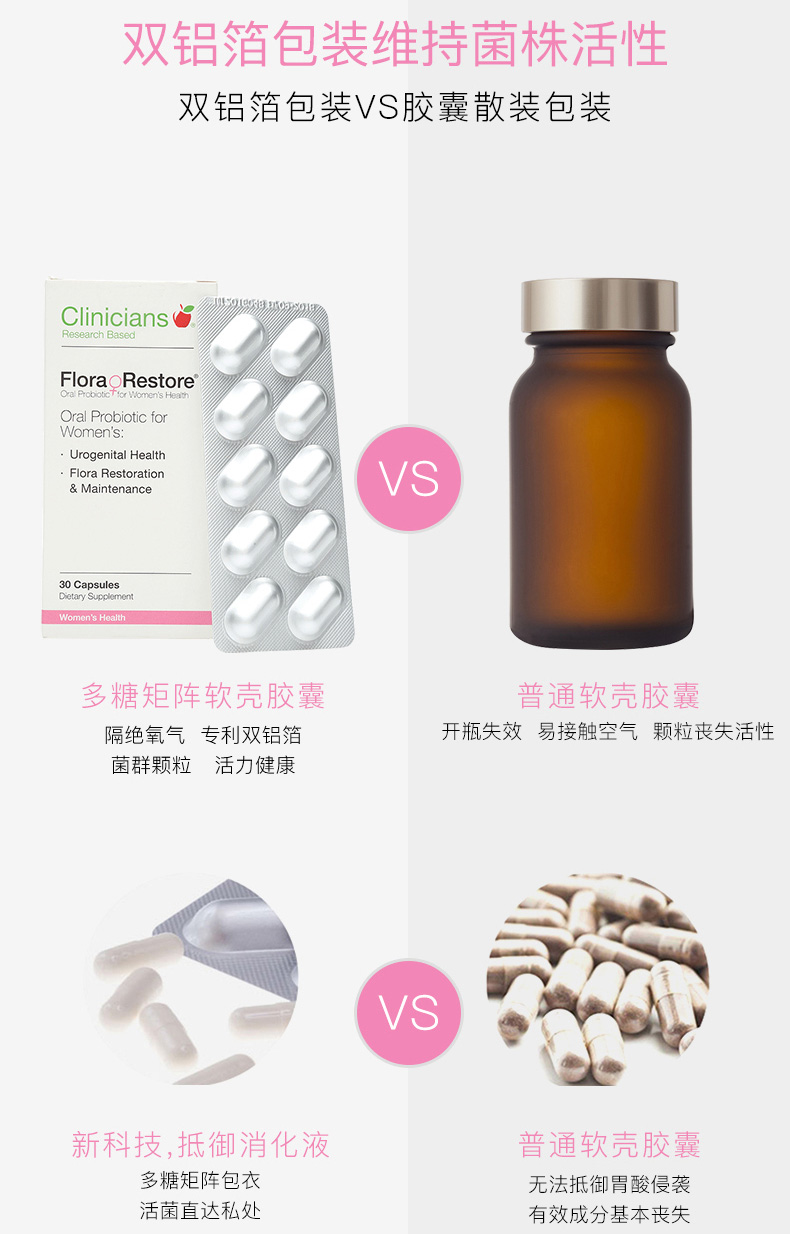 双铝箔包装维持菌株活性
双铝箔包装VS胶囊散装包装
Clinicians
Research Based
Flora Restore®
Oral Probiotic for Women's Health
Oral Probiotic for
Women's:
· Urogenital Health
· Flora Restoration
& Maintenance
30 Capsules
Dietary Supplement
Women's Health
VS
多糖矩阵软壳胶囊
隔绝氧气 专利双铝箔
菌群颗粒 活力健康
普通软壳胶囊
开瓶失效 易接触空气 颗粒丧失活性
VS
新科技,抵御消化液
多糖矩阵包衣
活菌直达私处
普通软壳胶囊
无法抵御胃酸侵袭
有效成分基本丧失